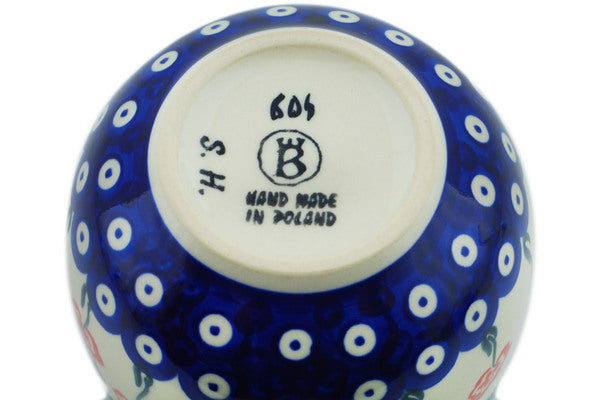 604
S.H.
B
HAND MADE
IN POLAND